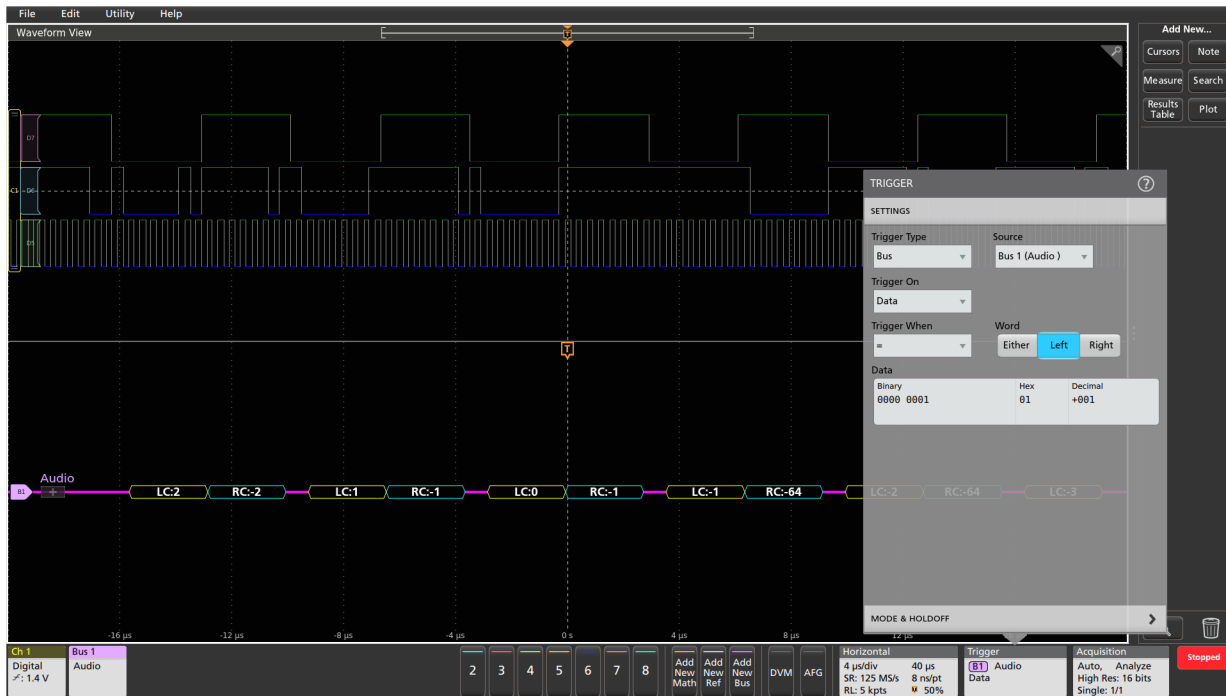 File Edit Utility Help
Waveform View
Add New...
Cursors Note
Measure Search
Results Table Plot
T
D7
C1 D6
D5
T
TRIGGER ?
SETTINGS
Trigger Type Source
Bus Bus 1 (Audio )
Trigger On
Data
Trigger When Word
= Either Left Right
Data
Binary Hex Decimal
0000 0001 01 +001
MODE & HOLDOFF
Audio
B1 + LC:2 RC:-2 LC:1 RC:-1 LC:0 RC:-1 LC:-1 RC:-64 LC:-2 RC:-64 LC:-3
-16 µs -12 µs -8 µs -4 µs 0 s 4 µs 8 µs 12 µs
Ch 1
Digital
: 1.4 V
Bus 1
Audio
2 3 4 5 6 7 8
Add New Math
Add New Ref
Add New Bus
DVM AFG
Horizontal
4 µs/div 40 µs
SR: 125 MS/s 8 ns/pt
RL: 5 kpts 50%
Trigger
B1 Audio
Data
Acquisition
Auto, Analyze
High Res: 16 bits
Single: 1/1
Stopped